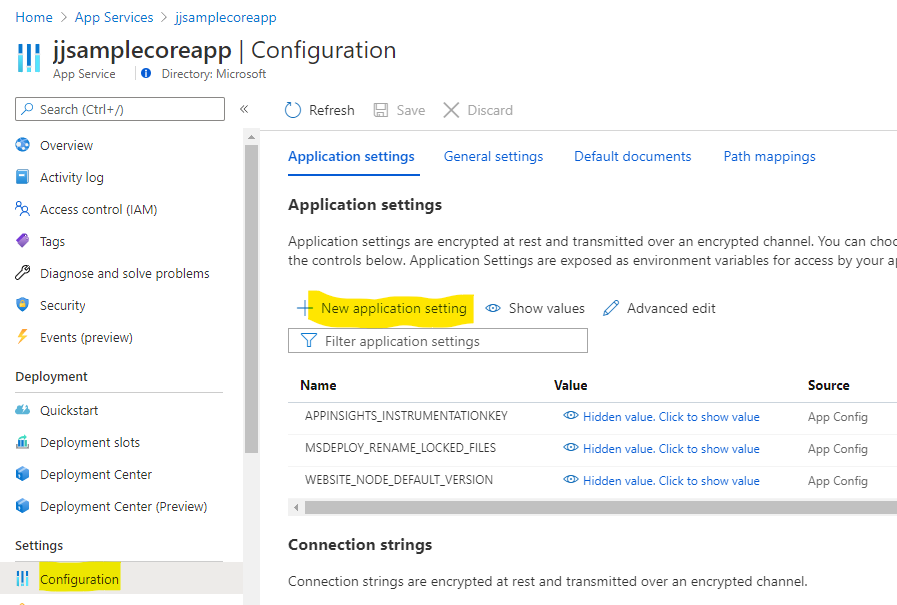 Home > App Services > jjsamplecoreapp
jjsamplecoreapp | Configuration
App Service
Directory: Microsoft
Search (Ctrl+/)
«
Refresh
Save
Discard
Overview
Activity log
Access control (IAM)
Tags
Diagnose and solve problems
Security
Events (preview)
Deployment
Quickstart
Deployment slots
Deployment Center
Deployment Center (Preview)
Settings
Configuration
Application settings
General settings
Default documents
Path mappings
Application settings
Application settings are encrypted at rest and transmitted over an encrypted channel. You can
the controls below. Application Settings are exposed as environment variables for access by your
New application setting
Show values
Advanced edit
Filter application settings
Name Value Source
APPINSIGHTS_INSTRUMENTATIONKEY Hidden value. Click to show value App Config
MSDEPLOY_RENAME_LOCKED_FILES Hidden value. Click to show value App Config
WEBSITE_NODE_DEFAULT_VERSION Hidden value. Click to show value App Config
Connection strings
Connection strings are encrypted at rest and transmitted over an encrypted channel.